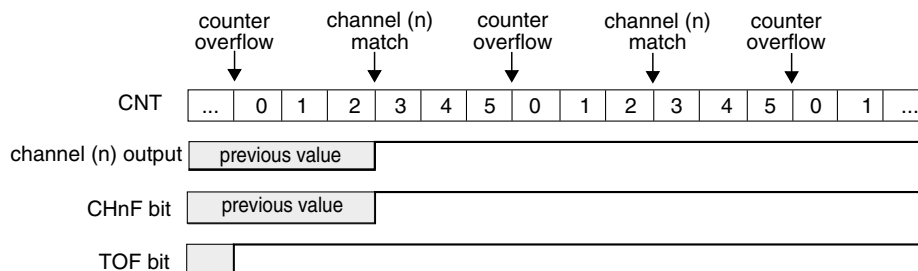 counter overflow
channel (n) match
counter overflow
channel (n) match
counter overflow
CNT ... 0 1 2 3 4 5 0 1 2 3 4 5 0 1 ...
channel (n) output previous value
CHnF bit previous value
TOF bit